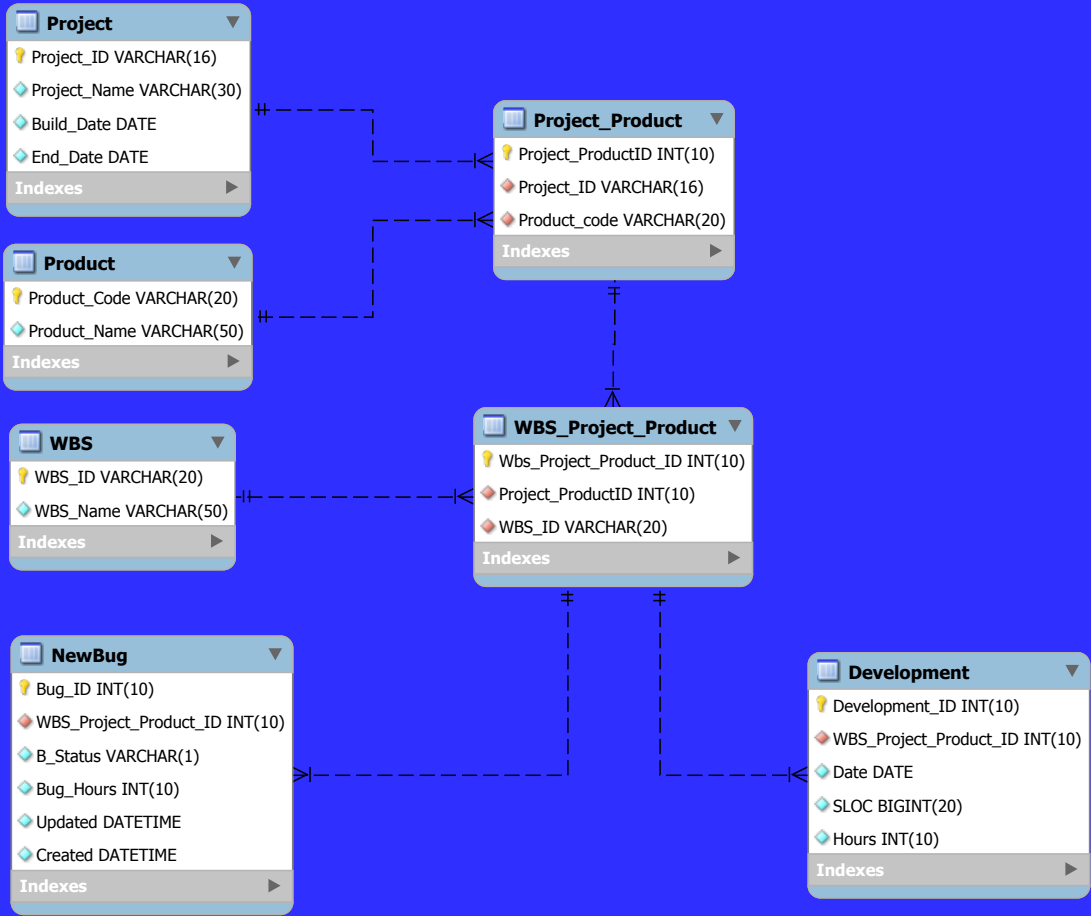 Project
Project_ID VARCHAR(16)
Project_Name VARCHAR(30)
Build_Date DATE
End_Date DATE
Indexes
Project_Product
Project_ProductID INT(10)
Project_ID VARCHAR(16)
Product_code VARCHAR(20)
Indexes
Product
Product_Code VARCHAR(20)
Product_Name VARCHAR(50)
Indexes
WBS
WBS_ID VARCHAR(20)
WBS_Name VARCHAR(50)
Indexes
WBS_Project_Product
Wbs_Project_Product_ID INT(10)
Project_ProductID INT(10)
WBS_ID VARCHAR(20)
Indexes
NewBug
Bug_ID INT(10)
WBS_Project_Product_ID INT(10)
B_Status VARCHAR(1)
Bug_Hours INT(10)
Updated DATETIME
Created DATETIME
Indexes
Development
Development_ID INT(10)
WBS_Project_Product_ID INT(10)
Date DATE
SLOC BIGINT(20)
Hours INT(10)
Indexes